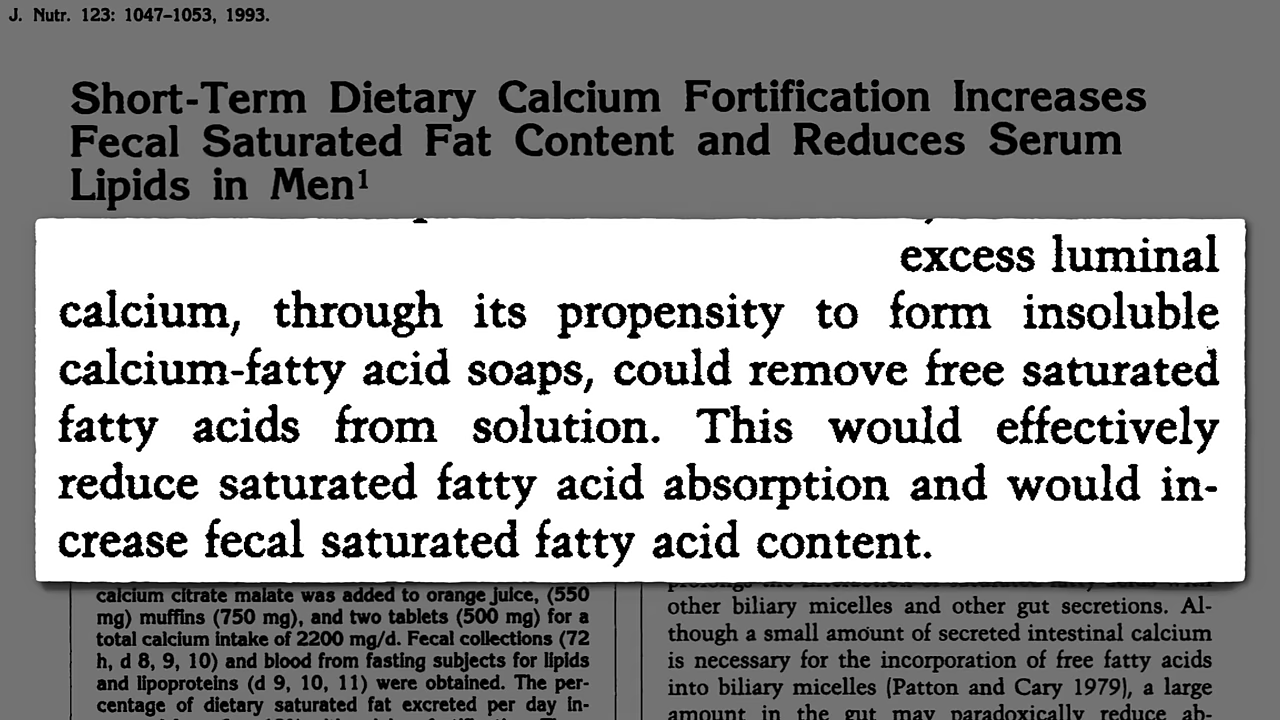 J. Nutr. 123: 1047–1053, 1993.
Short-Term Dietary Calcium Fortification Increases
Fecal Saturated Fat Content and Reduces Serum
Lipids in Men¹
excess luminal
calcium, through its propensity to form insoluble
calcium-fatty acid soaps, could remove free saturated
fatty acids from solution. This would effectively
reduce saturated fatty acid absorption and would in-
crease fecal saturated fatty acid content.
calcium citrate malate was added to orange juice, (550
mg) muffins (750 mg), and two tablets (500 mg) for a
total calcium intake of 2200 mg/d. Fecal collections (72
h, d 8, 9, 10) and blood from fasting subjects for lipids
and lipoproteins (d 9, 10, 11) were obtained. The per-
centage of dietary saturated fat excreted per day in-
other biliary micelles and other gut secretions. Al-
though a small amount of secreted intestinal calcium
is necessary for the incorporation of free fatty acids
into biliary micelles (Patton and Cary 1979), a large
amount in the gut may paradoxically reduce ab-